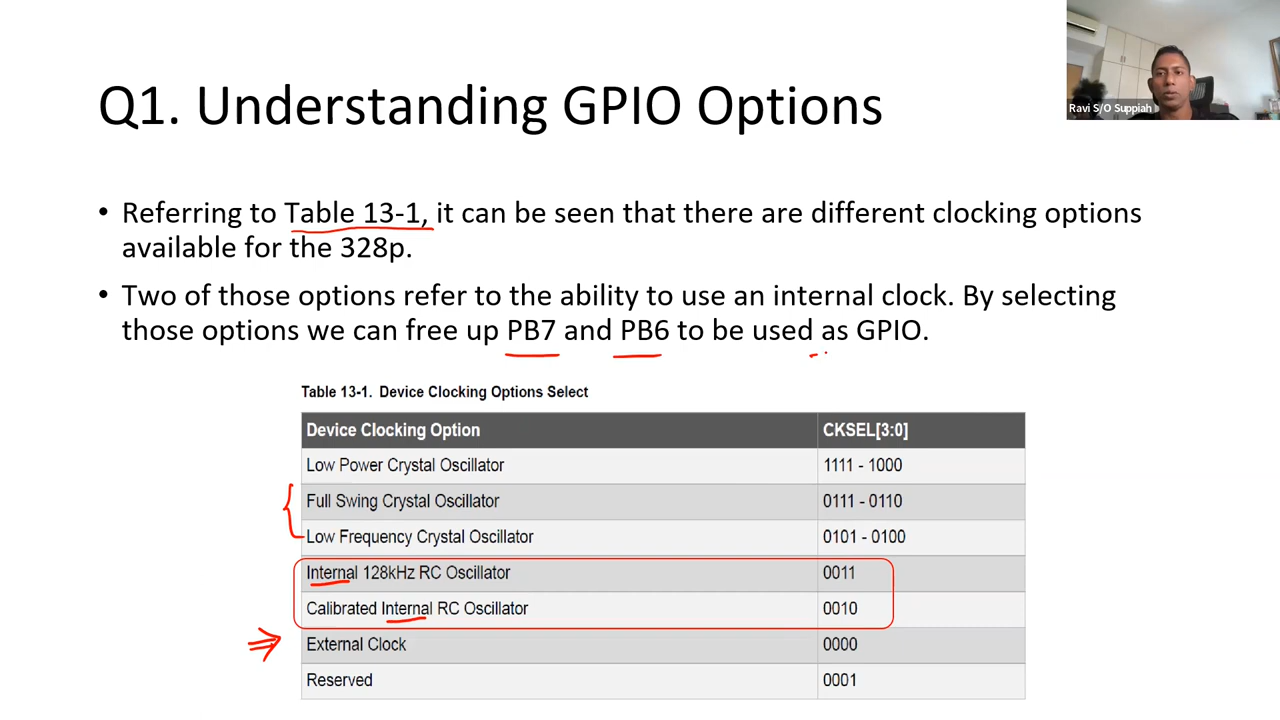 Q1. Understanding GPIO Options
Ravi S/O Suppiah
• Referring to Table 13-1, it can be seen that there are different clocking options
available for the 328p.
• Two of those options refer to the ability to use an internal clock. By selecting
those options we can free up PB7 and PB6 to be used as GPIO.
Table 13-1. Device Clocking Options Select
Device Clocking Option CKSEL[3:0]
Low Power Crystal Oscillator 1111 - 1000
Full Swing Crystal Oscillator 0111 - 0110
Low Frequency Crystal Oscillator 0101 - 0100
Internal 128kHz RC Oscillator 0011
Calibrated Internal RC Oscillator 0010
External Clock 0000
Reserved 0001